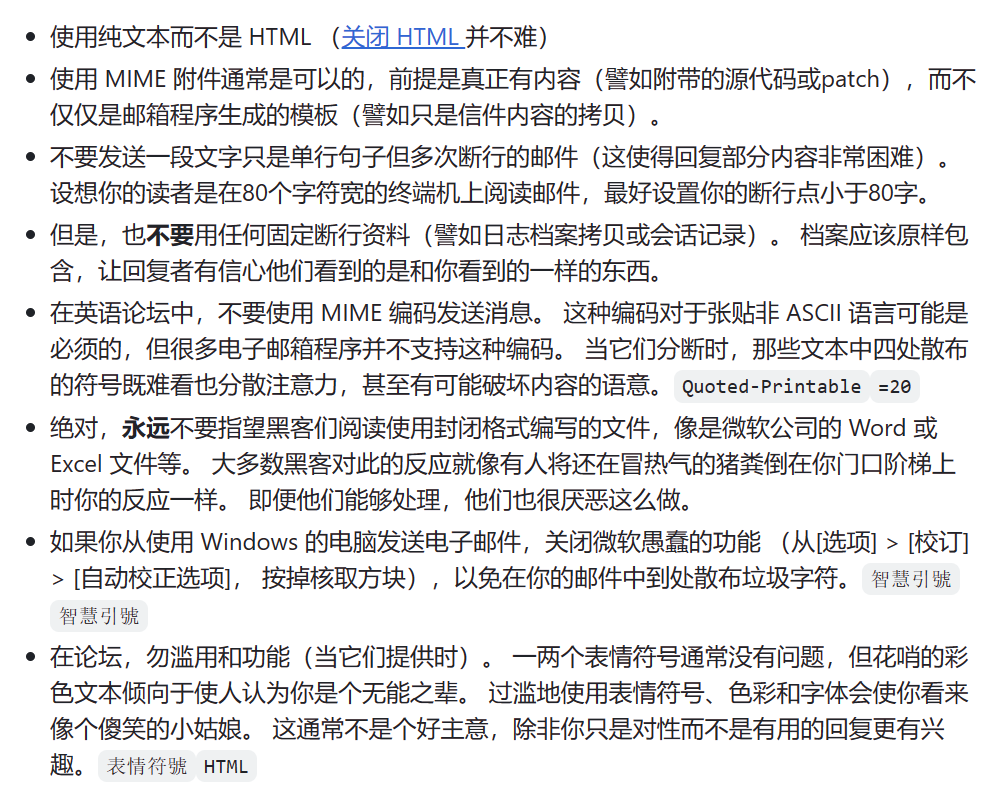 使用纯文本而不是 HTML （关闭 HTML 并不难）
使用 MIME 附件通常是可以的，前提是真正有内容（譬如附带的源代码或patch），而不
仅仅是邮箱程序生成的模板（譬如只是信件内容的拷贝）。
不要发送一段文字只是单行句子但多次断行的邮件（这使得回复部分内容非常困难）。
设想你的读者是在80个字符宽的终端机上阅读邮件，最好设置你的断行点小于80字。
但是，也不要用任何固定断行资料（譬如日志档案拷贝或会话记录）。 档案应该原样包
含，让回复者有信心他们看到的是和你看到的一样的东西。
在英语论坛中，不要使用 MIME 编码发送消息。 这种编码对于张贴非 ASCII 语言可能是
必须的，但很多电子邮箱程序并不支持这种编码。 当它们分断时，那些文本中四处散布
的符号既难看也分散注意力，甚至有可能破坏内容的语意。 Quoted-Printable =20
绝对，永远不要指望黑客们阅读使用封闭格式编写的文件，像是微软公司的 Word 或
Excel 文件等。 大多数黑客对此的反应就像有人将还在冒热气的猪粪倒在你门口阶梯上
时你的反应一样。 即便他们能够处理，他们也很厌恶这么做。
如果你从使用 Windows 的电脑发送电子邮件，关闭微软愚蠢的功能 （从[选项] > [校订]
> [自动校正选项]， 按掉核取方块），以免在你的邮件中到处散布垃圾字符。 智慧引號
智慧引號
在论坛，勿滥用和功能（当它们提供时）。 一两个表情符号通常没有问题，但花哨的彩
色文本倾向于使人认为你是个无能之辈。 过滥地使用表情符号、色彩和字体会使你看来
像个傻笑的小姑娘。 这通常不是个好主意，除非你只是对性而不是有用的回复更有兴
趣。 表情符號 HTML